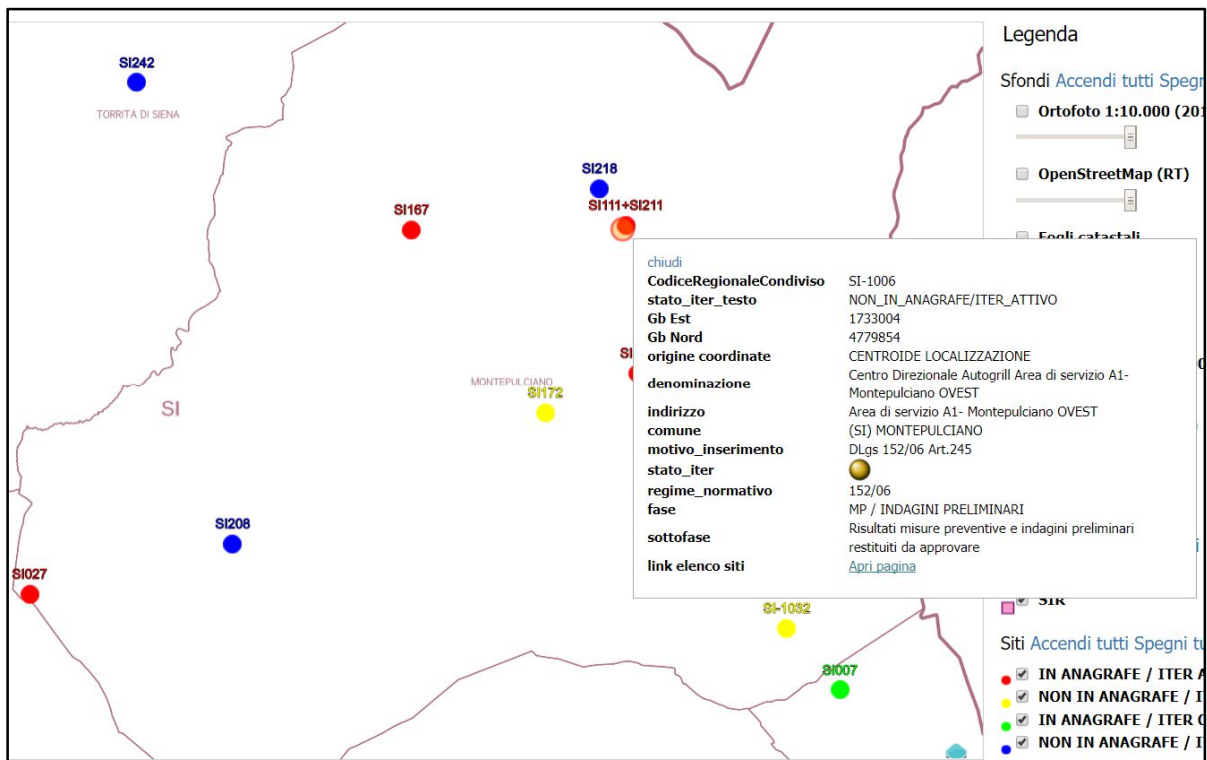 SI242
TORRITA DI SIENA
SI218
SI167
SI111+SI211
MONTEPULCIANO
SI172
SI
SI208
SI027
SI-1032
SI007
chiudi
CodiceRegionaleCondiviso SI-1006
stato_iter_testo NON_IN_ANAGRAFE/ITER_ATTIVO
Gb Est 1733004
Gb Nord 4779854
origine coordinate CENTROIDE LOCALIZZAZIONE
denominazione Centro Direzionale Autogrill Area di servizio A1-
Montepulciano OVEST
indirizzo Area di servizio A1- Montepulciano OVEST
comune (SI) MONTEPULCIANO
motivo_inserimento DLgs 152/06 Art.245
stato_iter
regime_normativo 152/06
fase MP / INDAGINI PRELIMINARI
sottofase Risultati misure preventive e indagini preliminari
restituiti da approvare
link elenco siti Apri pagina
Legenda
Sfondi Accendi tutti Spegn
Ortofoto 1:10.000 (201
OpenStreetMap (RT)
Fogli catastali
SIR
Siti Accendi tutti Spegni tu
IN ANAGRAFE / ITER A
NON IN ANAGRAFE / I
IN ANAGRAFE / ITER C
NON IN ANAGRAFE / I